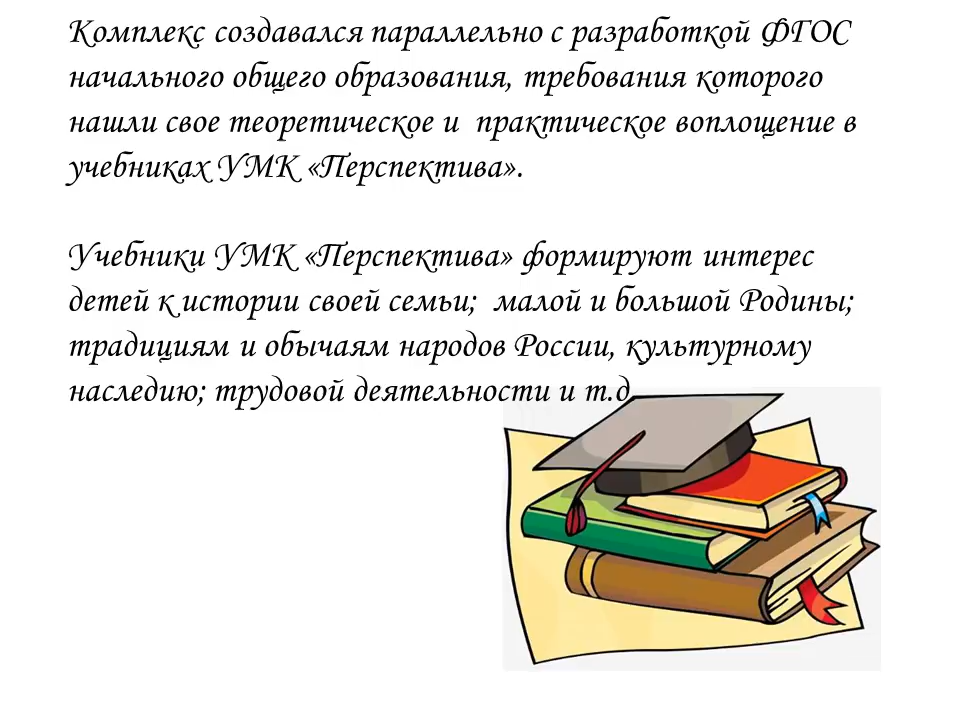 Комплекс создавался параллельно с разработкой ФГОС
начального общего образования, требования которого
нашли свое теоретическое и практическое воплощение в
учебниках УМК «Перспектива».
Учебники УМК «Перспектива» формируют интерес
детей к истории своей семьи; малой и большой Родины;
традициям и обычаям народов России, культурному
наследию; трудовой деятельности и т.д